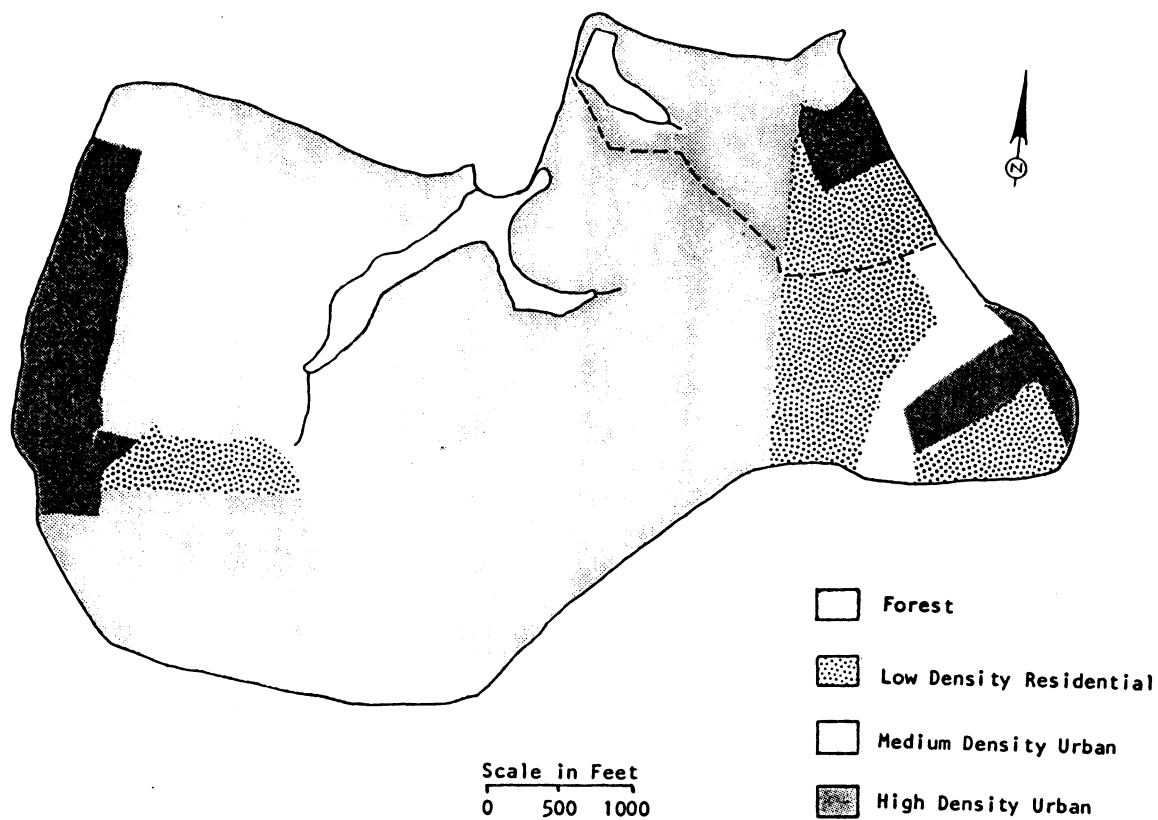 N
Forest
Low Density Residential
Medium Density Urban
High Density Urban
Scale in Feet
0 500 1000